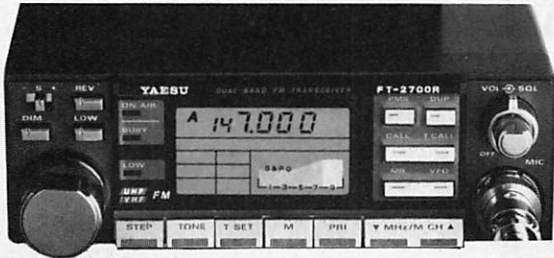 - S + REV
YAESU DUAL BAND FM TRANSCEIVER FT-2700R
VOL SQL
ON AIR
PMS DUP
A 147.000
DIM LOW
BUSY
CALL T CALL
OFF
MIC
LOW
S&PO
MR VFO
UHF
VHF FM
1-3-5-7-9
STEP TONE T SET M PRI ▼ MHz/M CH ▲